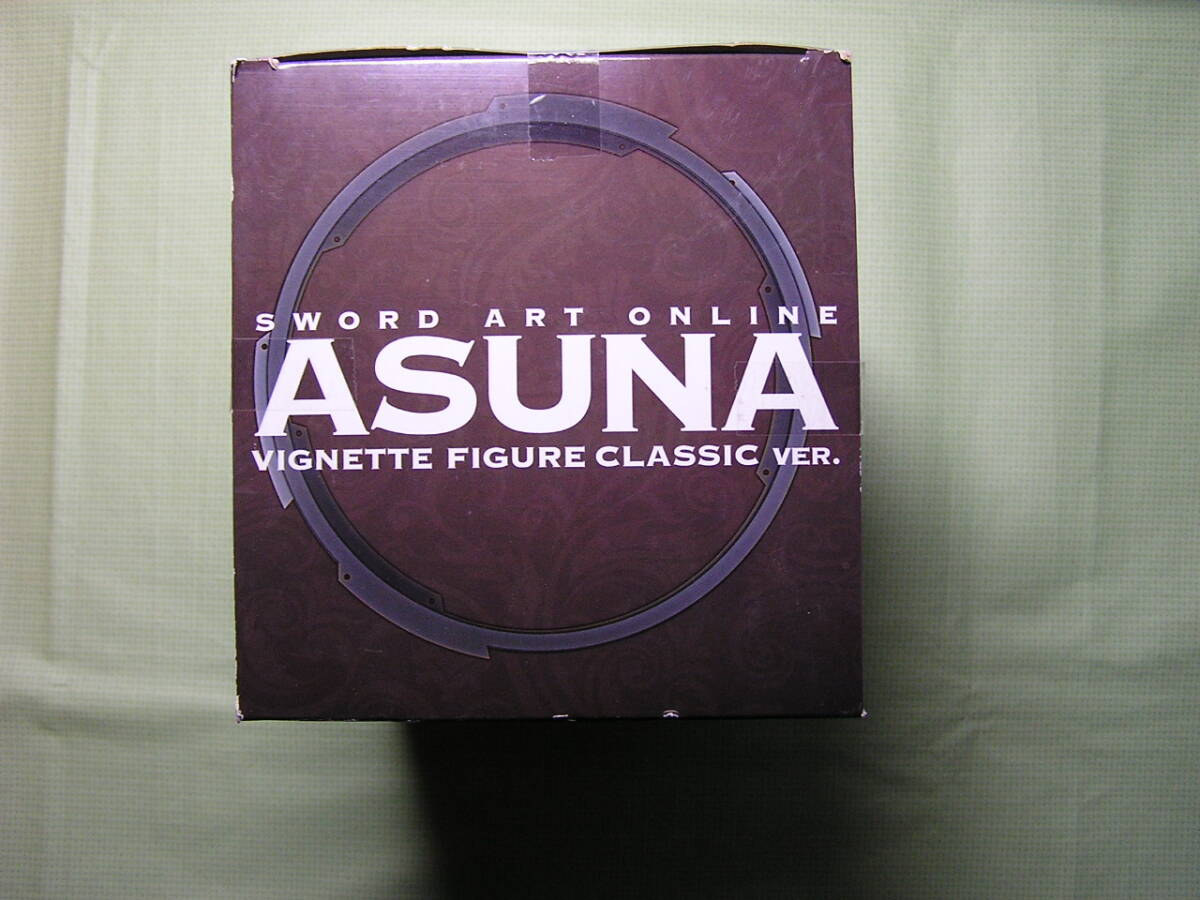 SWORD ART ONLINE
ASUNA
VIGNETTE FIGURE CLASSIC VER.